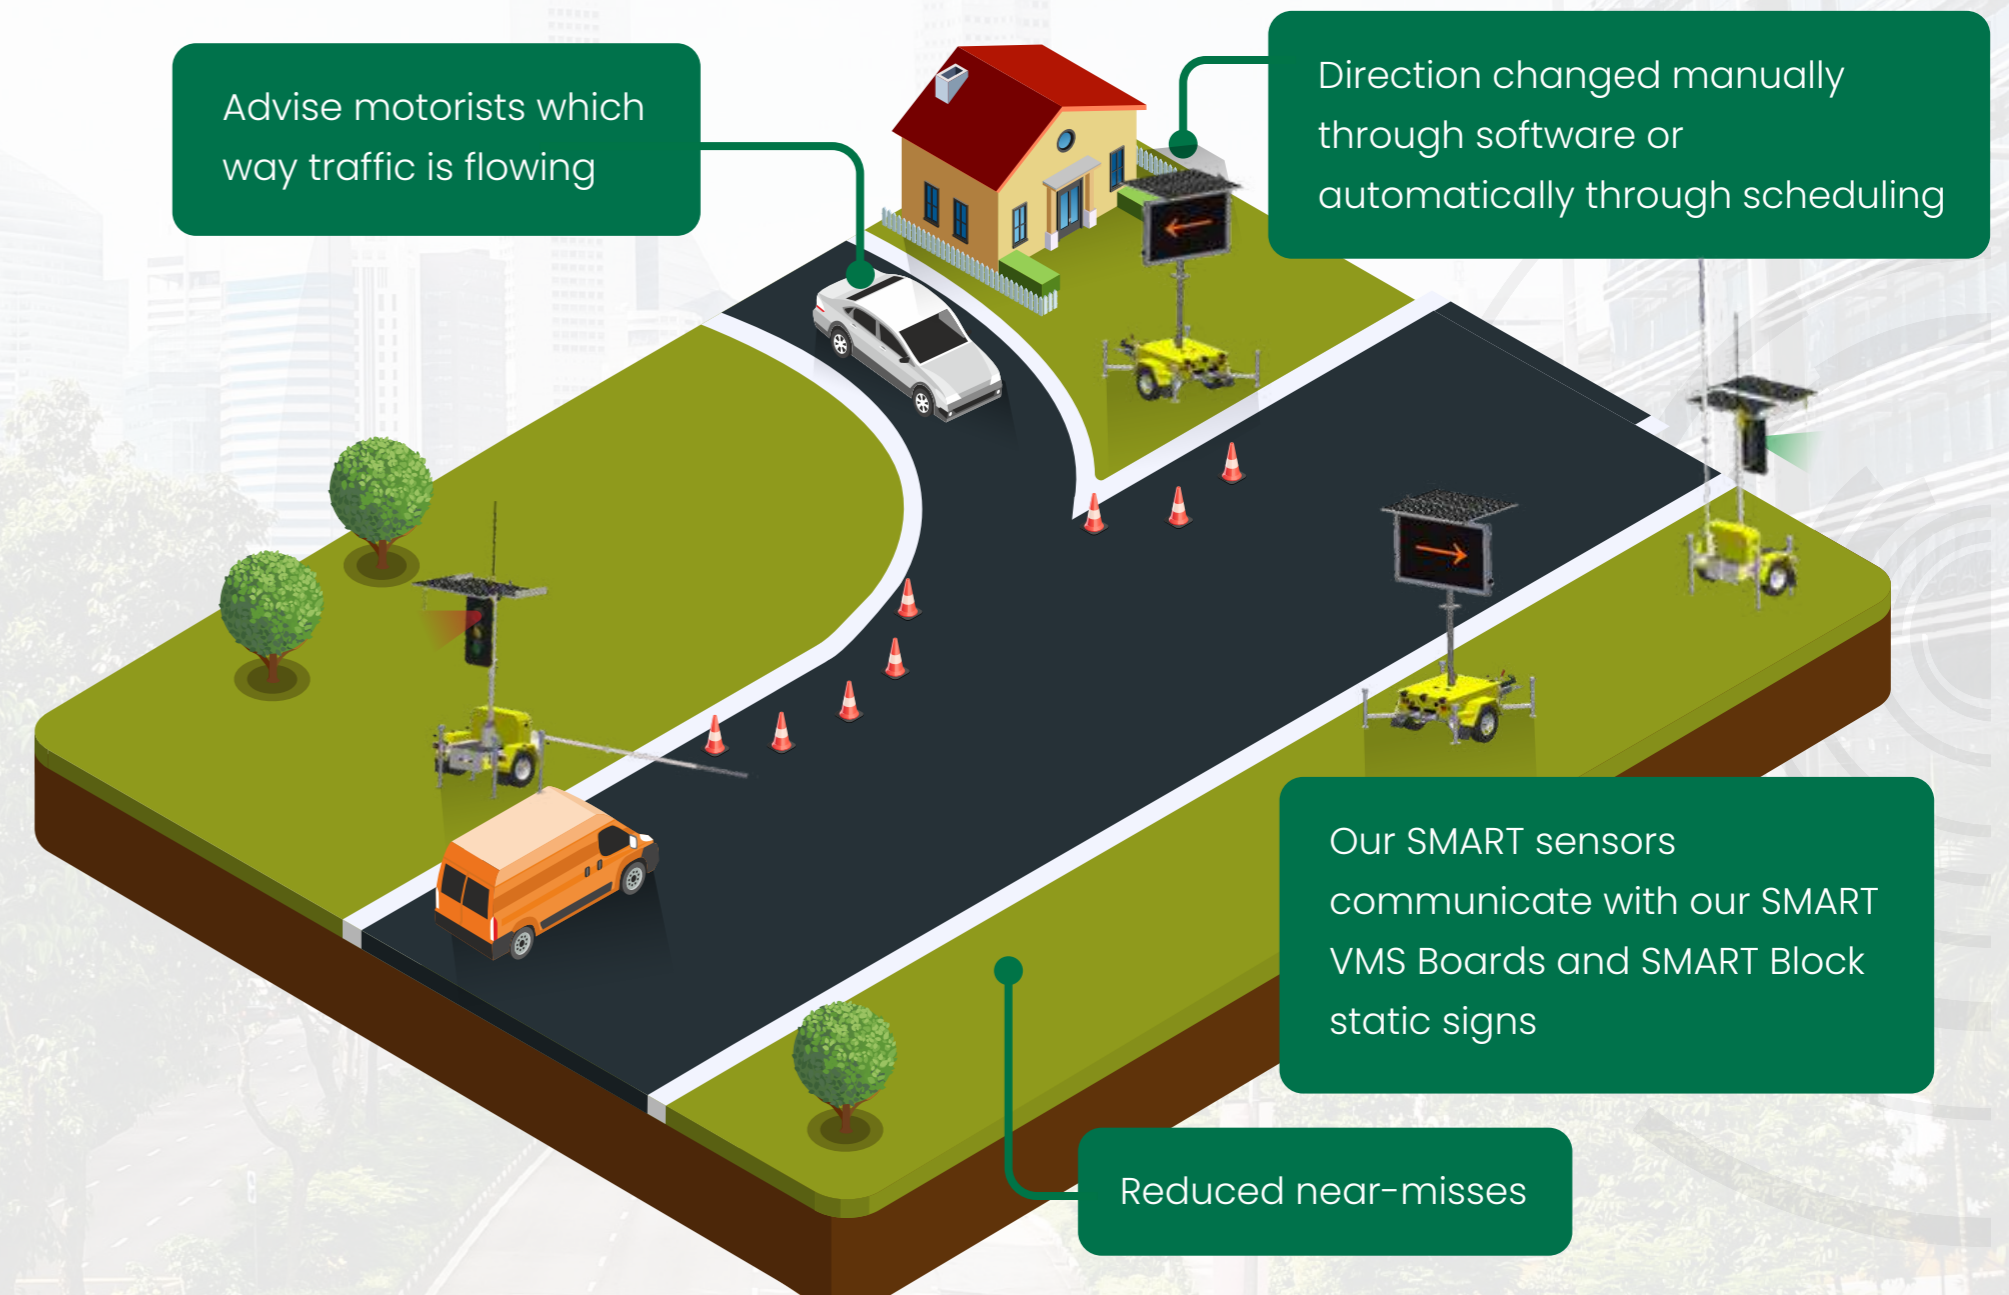 Advise motorists which
way traffic is flowing
Direction changed manually
through software or
automatically through scheduling
Our SMART sensors
communicate with our SMART
VMS Boards and SMART Block
static signs
Reduced near-misses